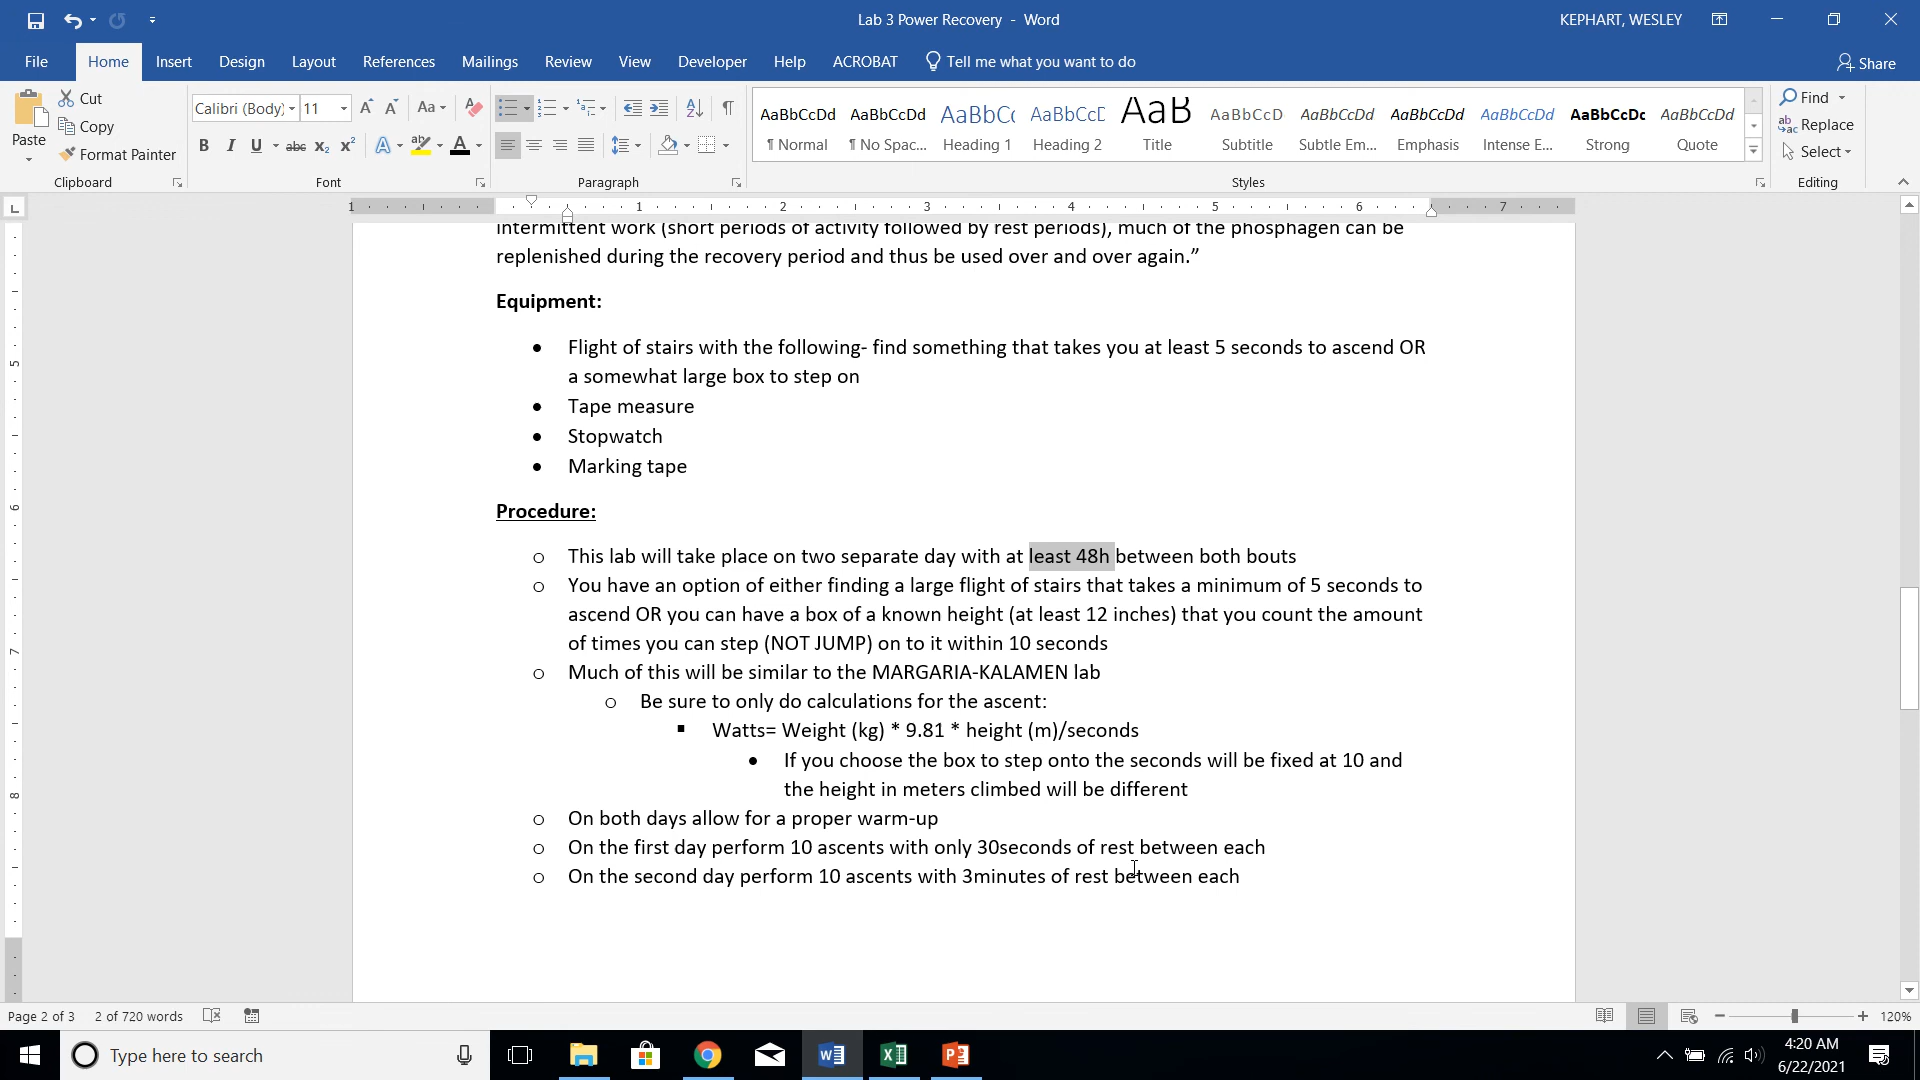 Lab 3 Power Recovery - Word
KEPHART, WESLEY
File Home Insert Design Layout References Mailings Review View Developer Help ACROBAT Tell me what you want to do Share
Paste
Cut
Copy
Format Painter
Clipboard
Calibri (Body) 11
Font
Paragraph
AaBbCcDd AaBbCcDd AaBbCc AaBbCcC AaB AaBbCcD AaBbCcDd AaBbCcDd AaBbCcDd AaBbCcDc AaBbCcDd
¶ Normal ¶ No Spac... Heading 1 Heading 2 Title Subtitle Subtle Em... Emphasis Intense E... Strong Quote
Styles
Find
Replace
Select
Editing
1 1 2 3 4 5 6 7
intermittent work (short periods of activity followed by rest periods), much of the phosphagen can be
replenished during the recovery period and thus be used over and over again.”
Equipment:
• Flight of stairs with the following- find something that takes you at least 5 seconds to ascend OR
a somewhat large box to step on
• Tape measure
• Stopwatch
• Marking tape
Procedure:
o This lab will take place on two separate day with at least 48h between both bouts
o You have an option of either finding a large flight of stairs that takes a minimum of 5 seconds to
ascend OR you can have a box of a known height (at least 12 inches) that you count the amount
of times you can step (NOT JUMP) on to it within 10 seconds
o Much of this will be similar to the MARGARIA-KALAMEN lab
o Be sure to only do calculations for the ascent:
▪ Watts= Weight (kg) * 9.81 * height (m)/seconds
• If you choose the box to step onto the seconds will be fixed at 10 and
the height in meters climbed will be different
o On both days allow for a proper warm-up
o On the first day perform 10 ascents with only 30seconds of rest between each
o On the second day perform 10 ascents with 3minutes of rest between each
5
6
7
8
Page 2 of 3 2 of 720 words
120%
Type here to search
4:20 AM
6/22/2021